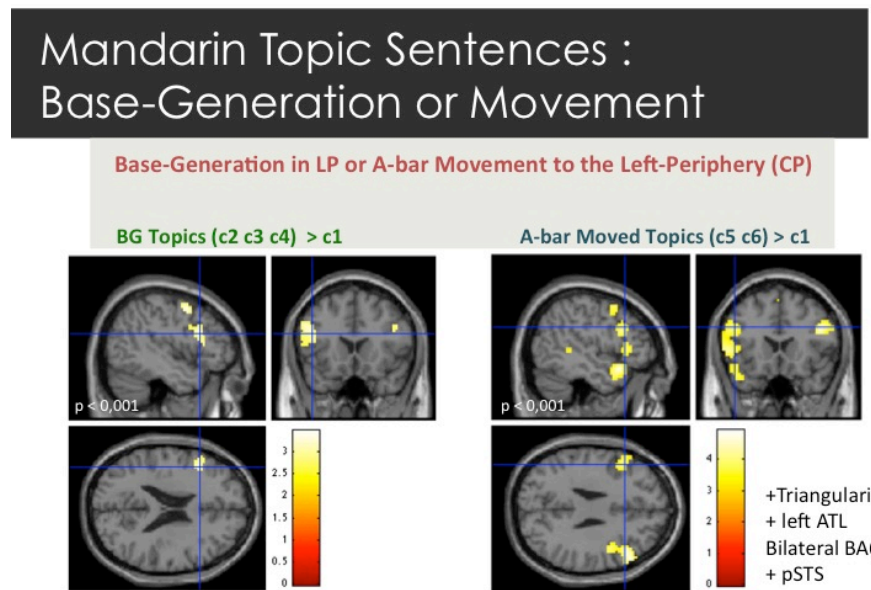 Mandarin Topic Sentences :
Base-Generation or Movement
Base-Generation in LP or A-bar Movement to the Left-Periphery (CP)
BG Topics (c2 c3 c4) > c1
A-bar Moved Topics (c5 c6) > c1
p < 0,001
p < 0,001
3
2.5
2
1.5
1
0.5
0
4
3
2
1
0
+Triangulari
+ left ATL
Bilateral BA
+ pSTS